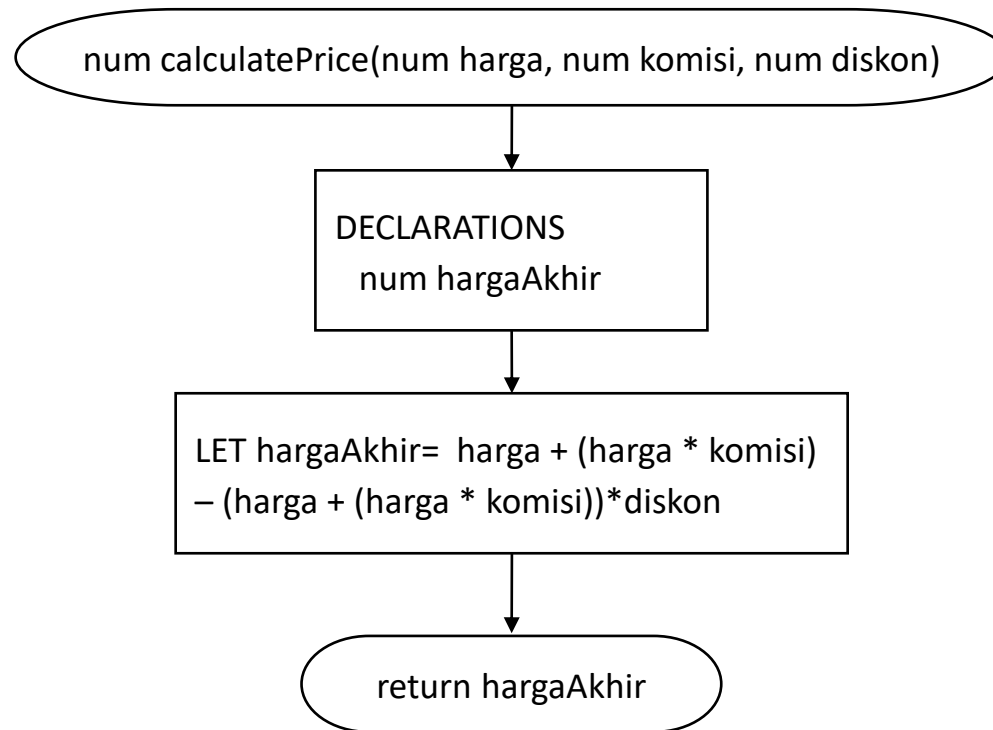 num calculatePrice(num harga, num komisi, num diskon)
DECLARATIONS
num hargaAkhir
LET hargaAkhir=  harga + (harga * komisi)
– (harga + (harga * komisi))*diskon
return hargaAkhir